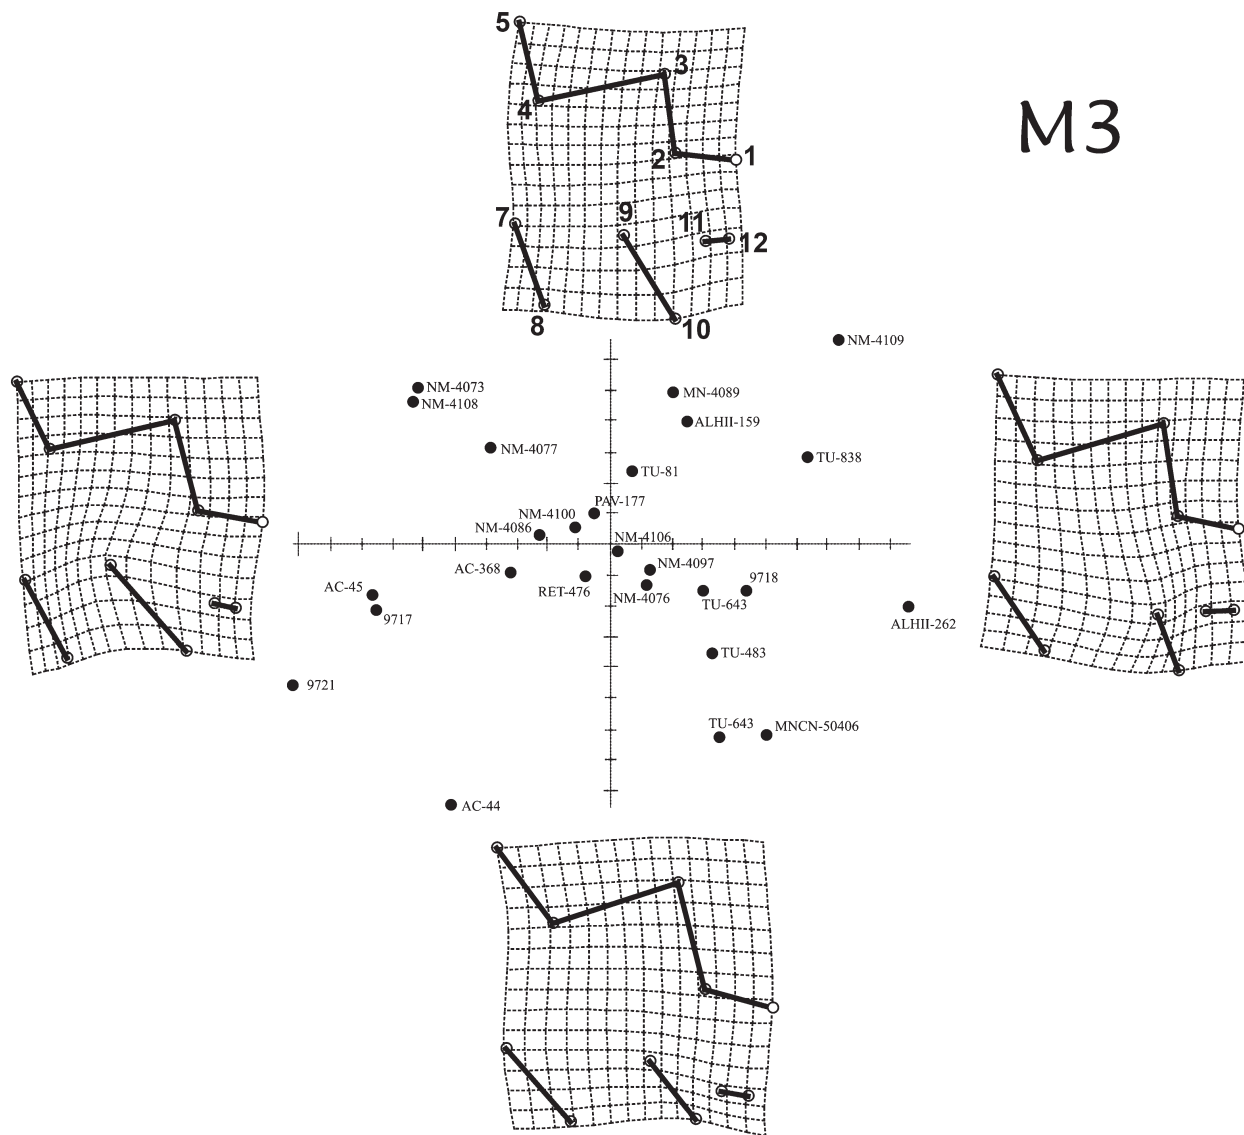 5
3
M3
4
2
1
7
9
11
12
8
10
NM-4109
NM-4073
MN-4089
NM-4108
ALHII-159
NM-4077
TU-838
TU-81
PAV-177
NM-4100
NM-4086
NM-4106
AC-368
NM-4097
RET-476
9718
AC-45
NM-4076
TU-643
9717
ALHII-262
TU-483
9721
TU-643
MNCN-50406
AC-44